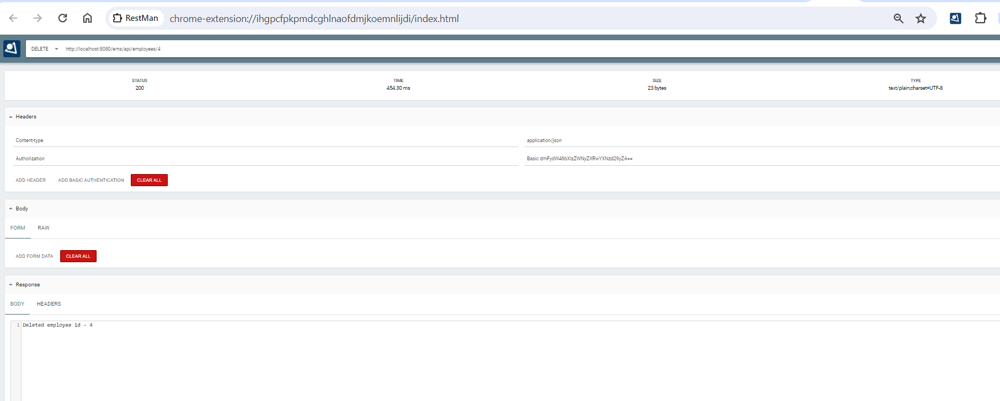 RestMan chrome-extension://ihgpcfpkpmdcghlnaofdmjkoemnlijdi/index.html
DELETE http://localhost:8080/ems/api/employees/4
STATUS TIME SIZE TYPE
200 454.30 ms 23 bytes text/plain;charset=UTF-8
Headers
Content-type application/json
Authorization Basic dmFydW46bXlzZWNyZXRwYXNzd29yZA==
ADD HEADER ADD BASIC AUTHENTICATION CLEAR ALL
Body
FORM RAW
ADD FORM DATA CLEAR ALL
Response
BODY HEADERS
1 Deleted employee id - 4